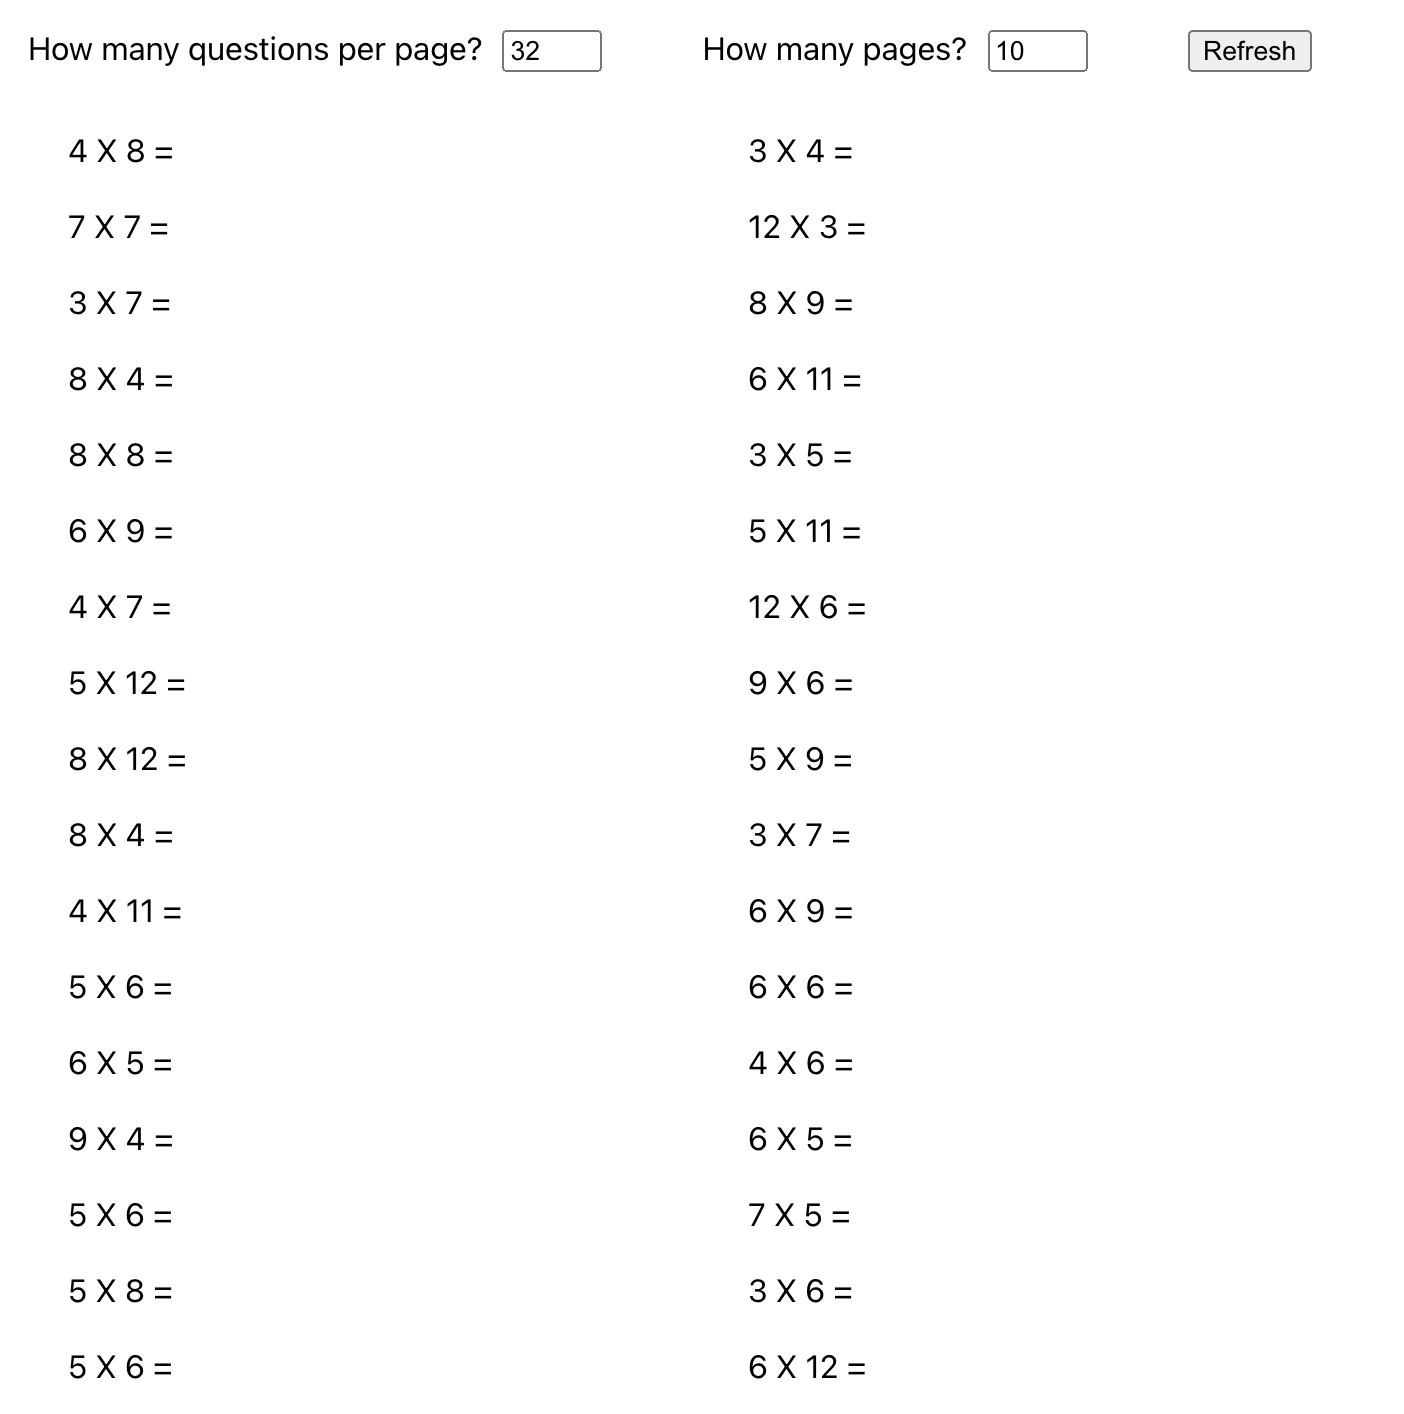 How many questions per page? 32 How many pages? 10 Refresh
4 X 8 = 3 X 4 =
7 X 7 = 12 X 3 =
3 X 7 = 8 X 9 =
8 X 4 = 6 X 11 =
8 X 8 = 3 X 5 =
6 X 9 = 5 X 11 =
4 X 7 = 12 X 6 =
5 X 12 = 9 X 6 =
8 X 12 = 5 X 9 =
8 X 4 = 3 X 7 =
4 X 11 = 6 X 9 =
5 X 6 = 6 X 6 =
6 X 5 = 4 X 6 =
9 X 4 = 6 X 5 =
5 X 6 = 7 X 5 =
5 X 8 = 3 X 6 =
5 X 6 = 6 X 12 =